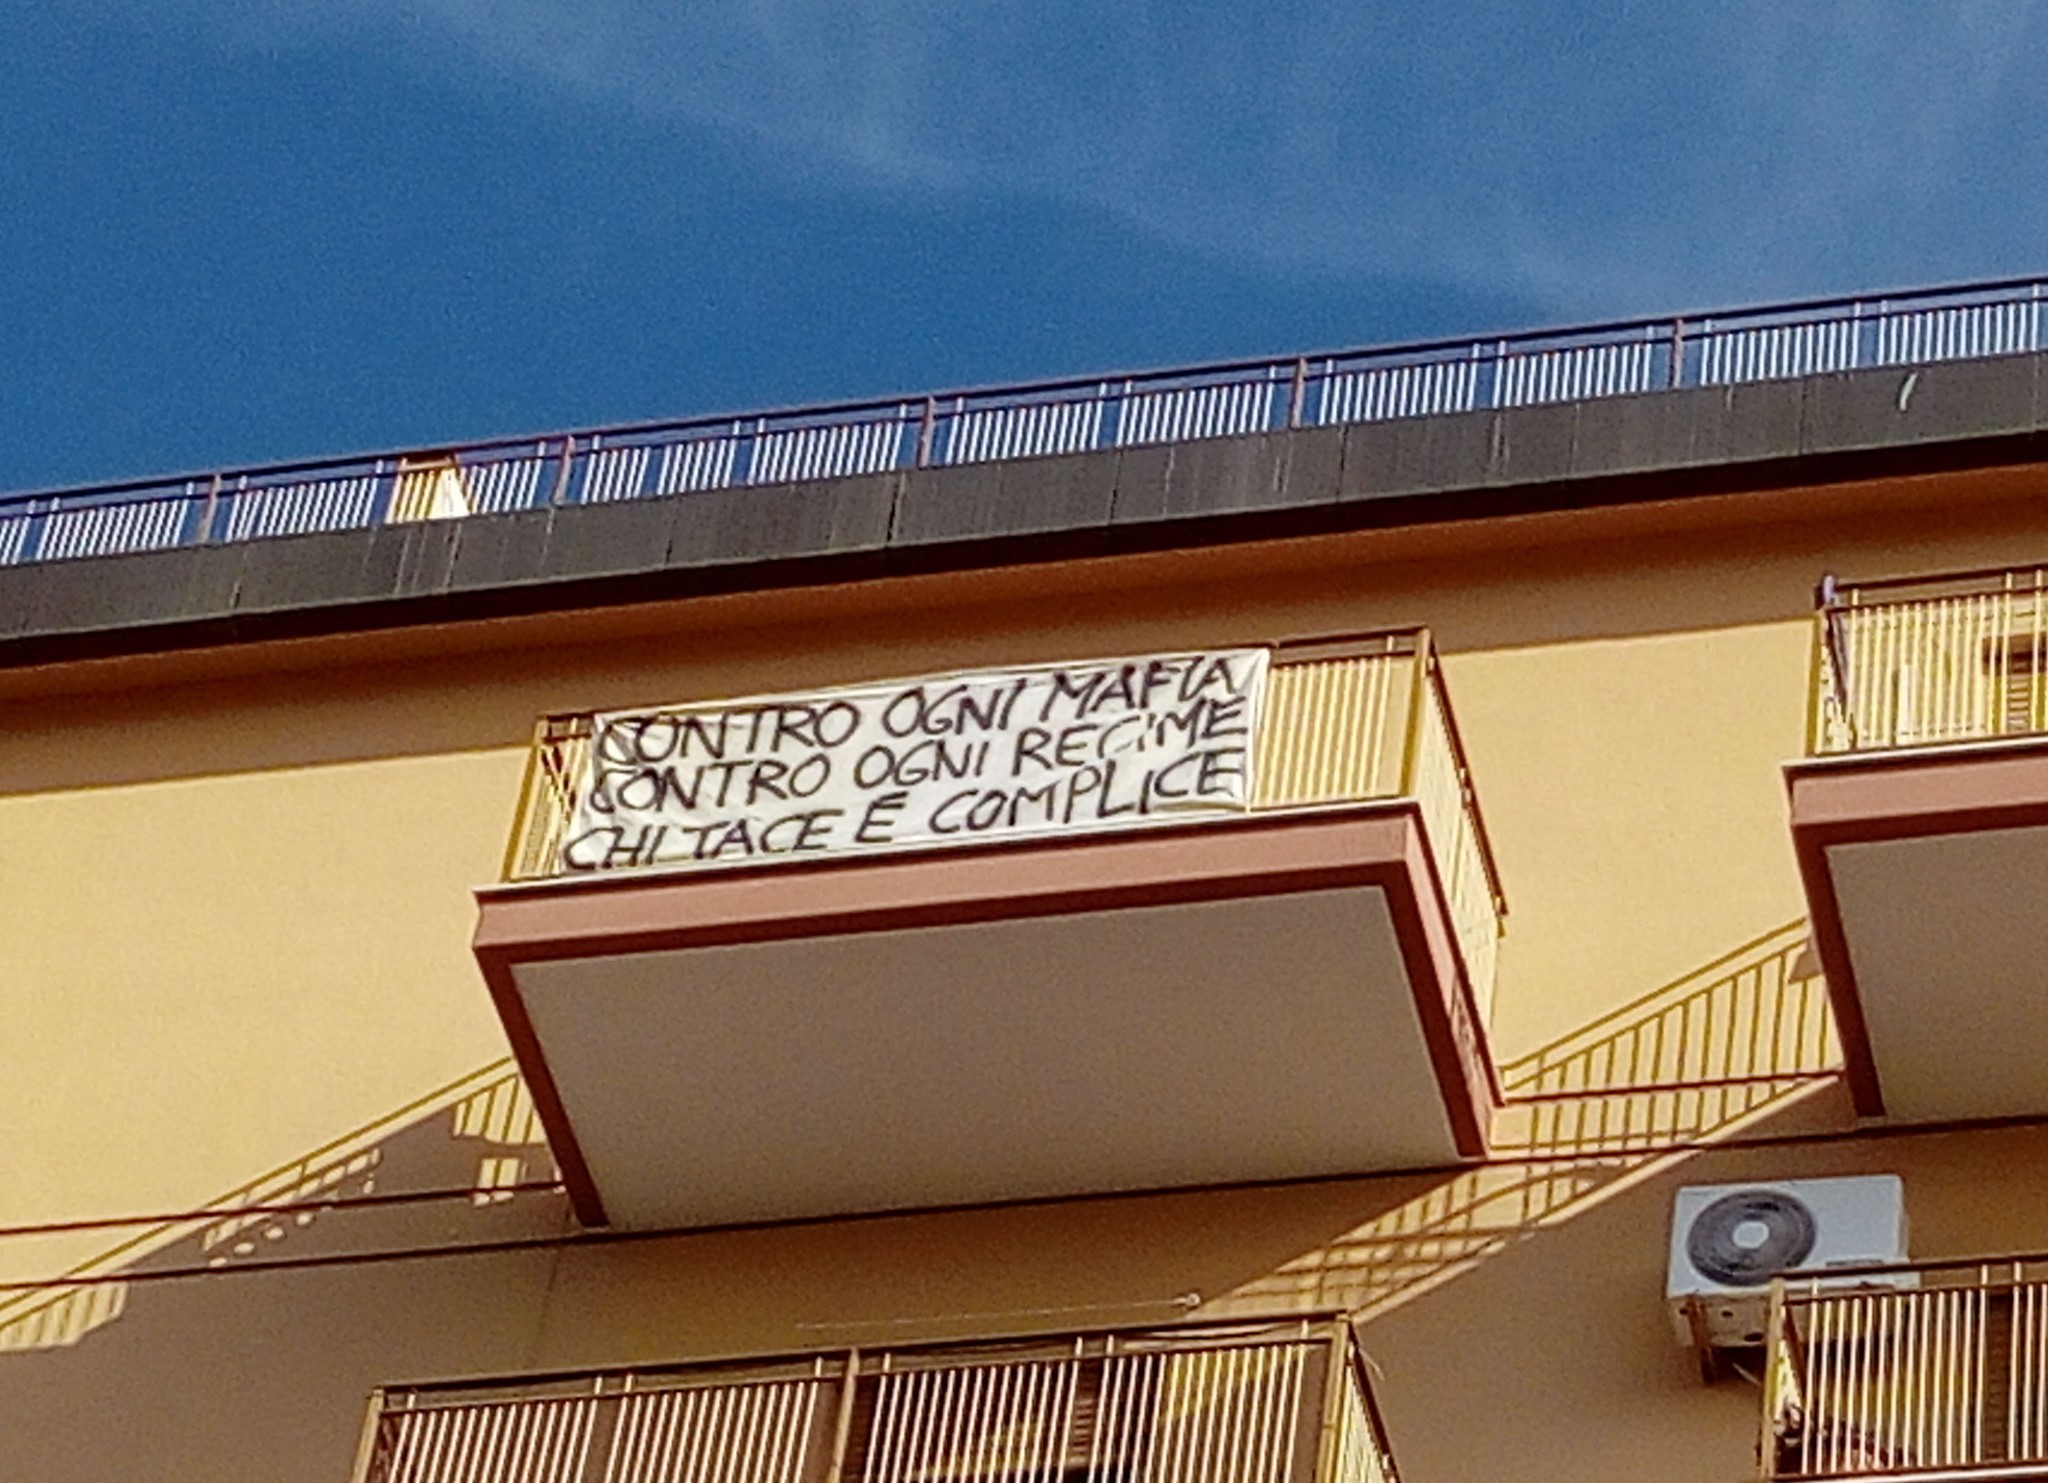 CONTRO OGNI MAFIA
CONTRO OGNI REGIME
CHI TACE É COMPLICE